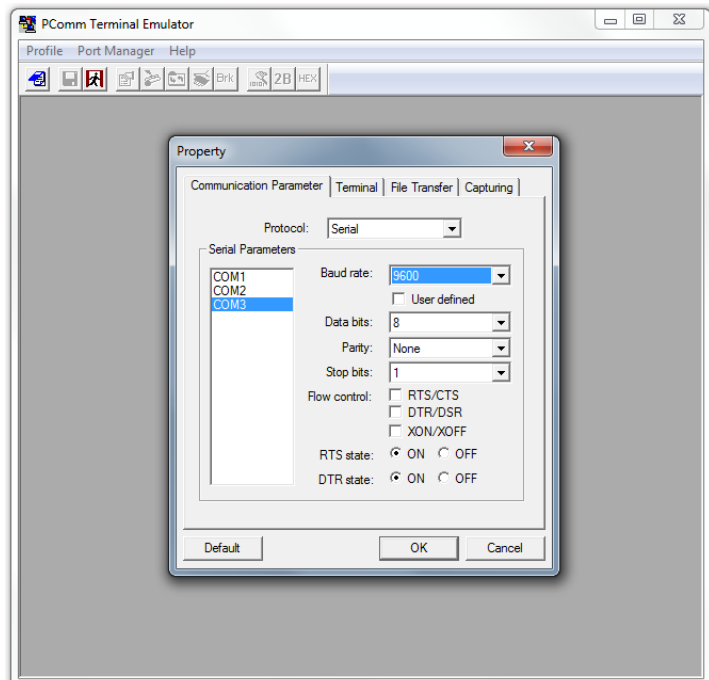 PComm Terminal Emulator
Profile Port Manager Help
Brk 2B HEX
Property
Communication Parameter Terminal File Transfer Capturing
Protocol: Serial
Serial Parameters
COM1
COM2
COM3
Baud rate: 9600
User defined
Data bits: 8
Parity: None
Stop bits: 1
Flow control: RTS/CTS
DTR/DSR
XON/XOFF
RTS state: ON OFF
DTR state: ON OFF
Default OK Cancel